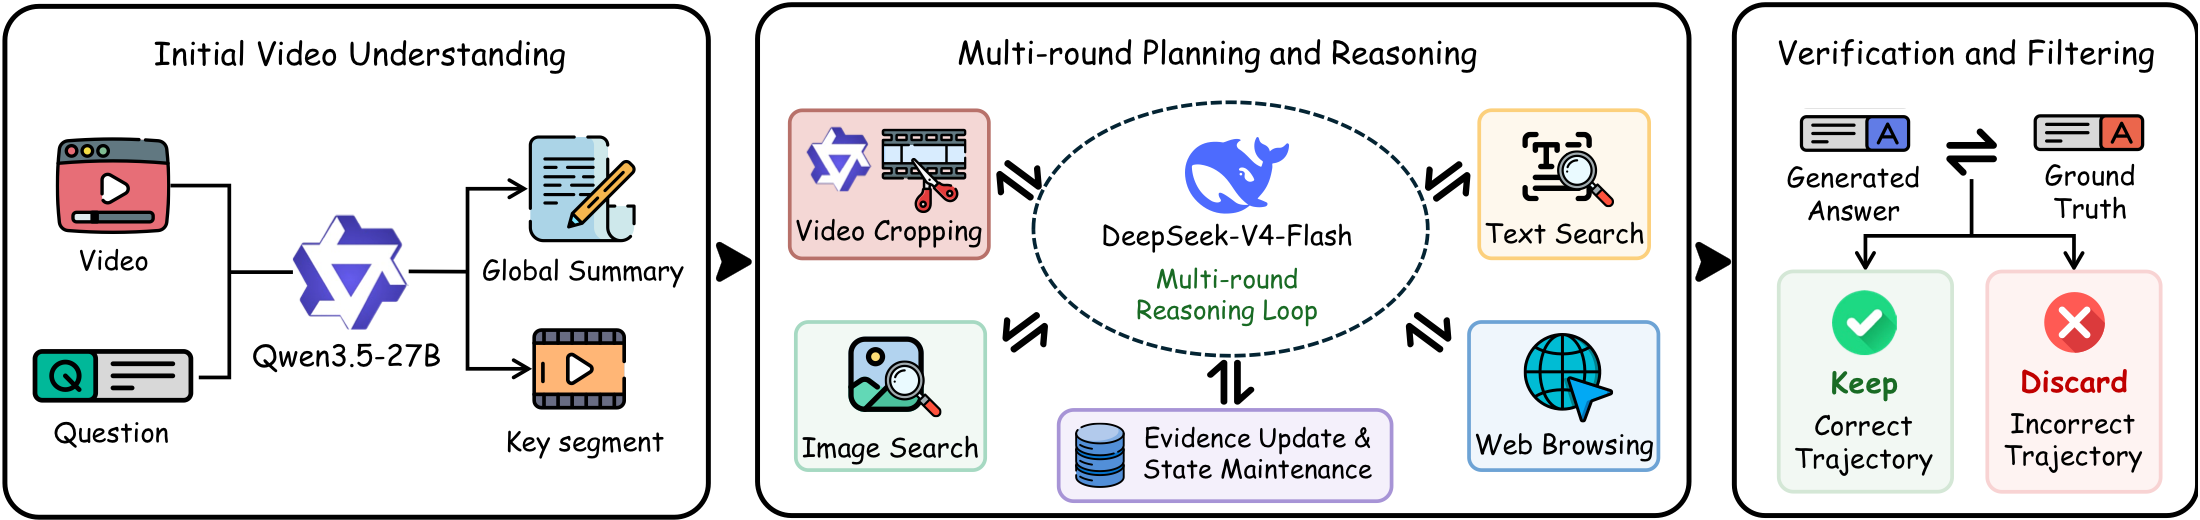 Initial Video Understanding
Video
Question
Qwen3.5-27B
Global Summary
Key segment
Multi-round Planning and Reasoning
Video Cropping
Image Search
DeepSeek-V4-Flash
Multi-round
Reasoning Loop
Evidence Update &
State Maintenance
T
Text Search
Web Browsing
Verification and Filtering
A
Generated
Answer
A
Ground
Truth
Keep
Correct
Trajectory
Discard
Incorrect
Trajectory
Q